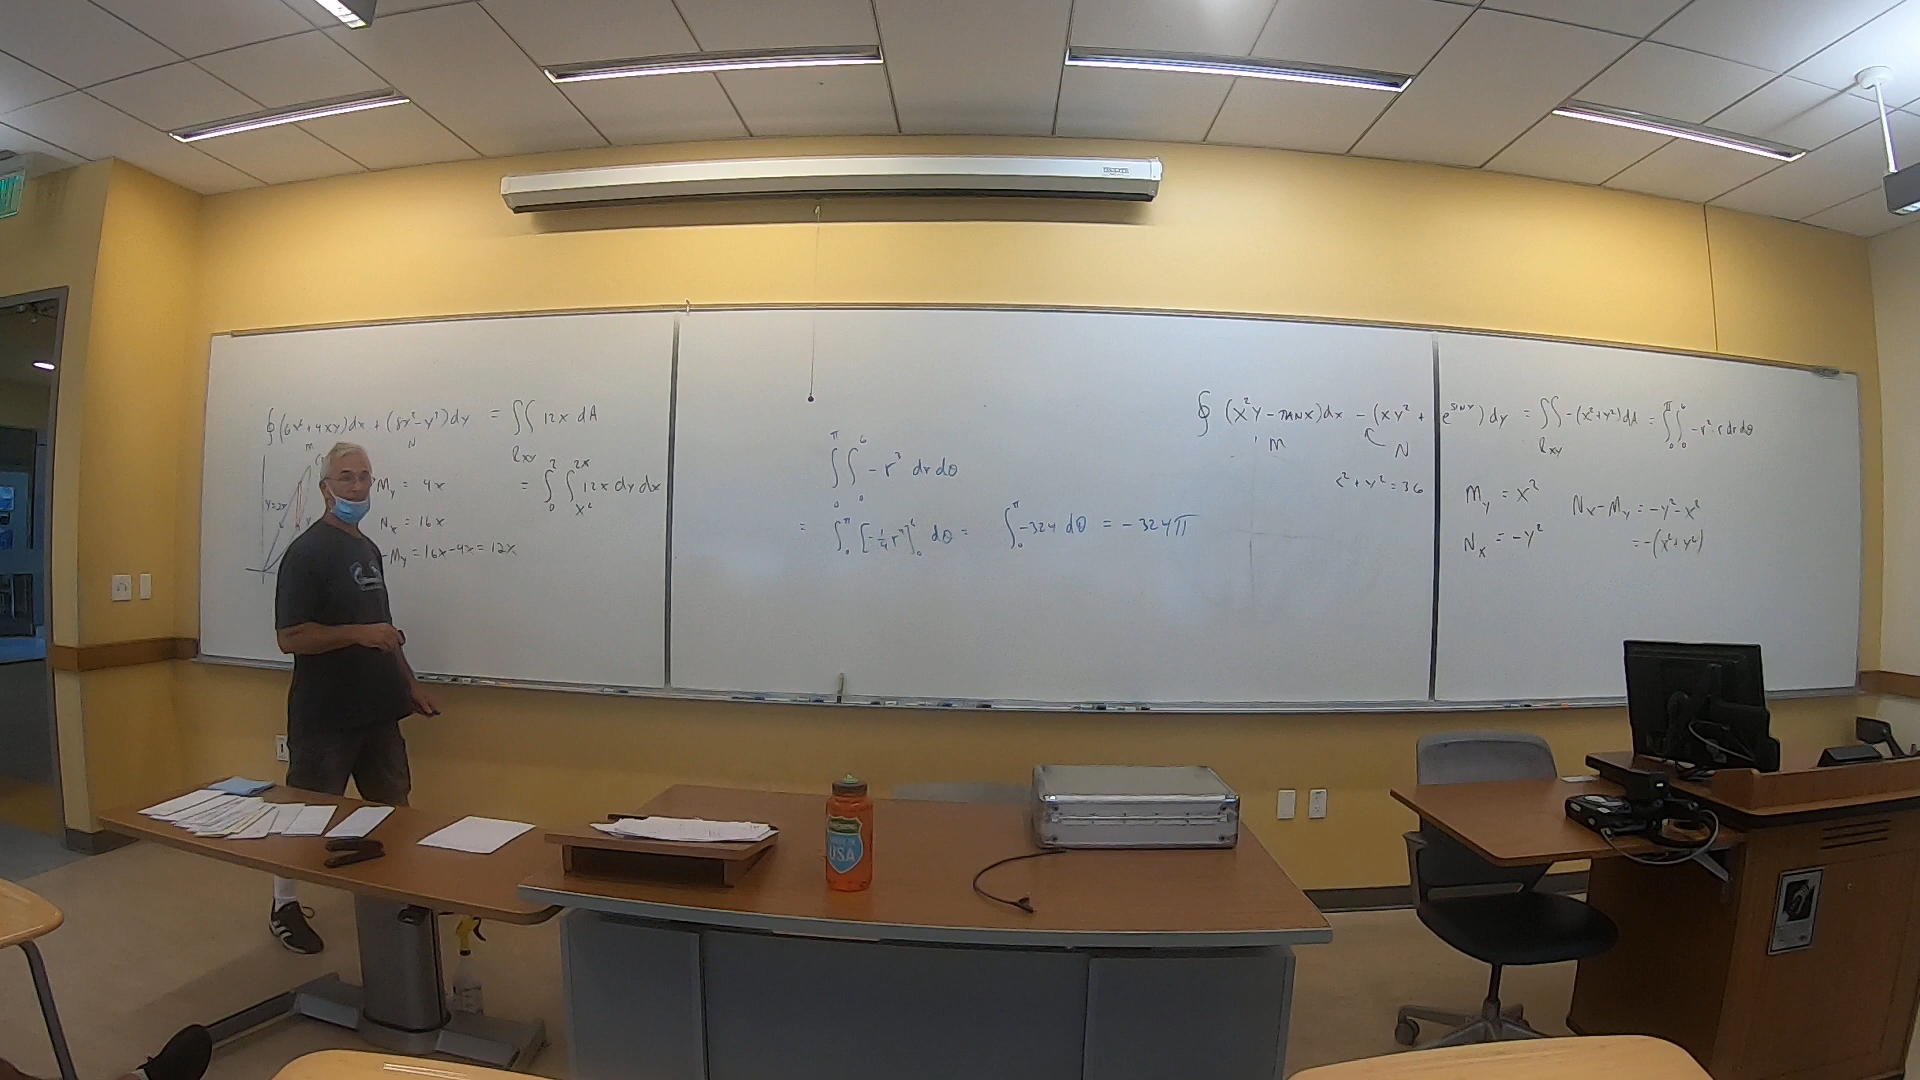 ∮(6x²+4xy)dx + (8x²-y²)dy = ∬ 12x dA
M N Rxy
y=2x
My = 4x = ∫₀² ∫_{x²}^{2x} 12x dy dx
Nx = 16x
-My = 16x-4x = 12x
∫₀^π ∫₀⁶ -r³ dr dθ
= ∫₀^π [-¼r⁴]₀⁶ dθ = ∫₀^π -324 dθ = -324π
∮ (x²y - TAN x)dx - (xy² + e^{SIN y}) dy = ∬ -(x²+y²)dA = ∫₀^π ∫₀⁶ -r²·r dr dθ
M N Rxy
x²+y²=36
My = x² Nx-My = -y²-x²
Nx = -y² = -(x²+y²)
USA